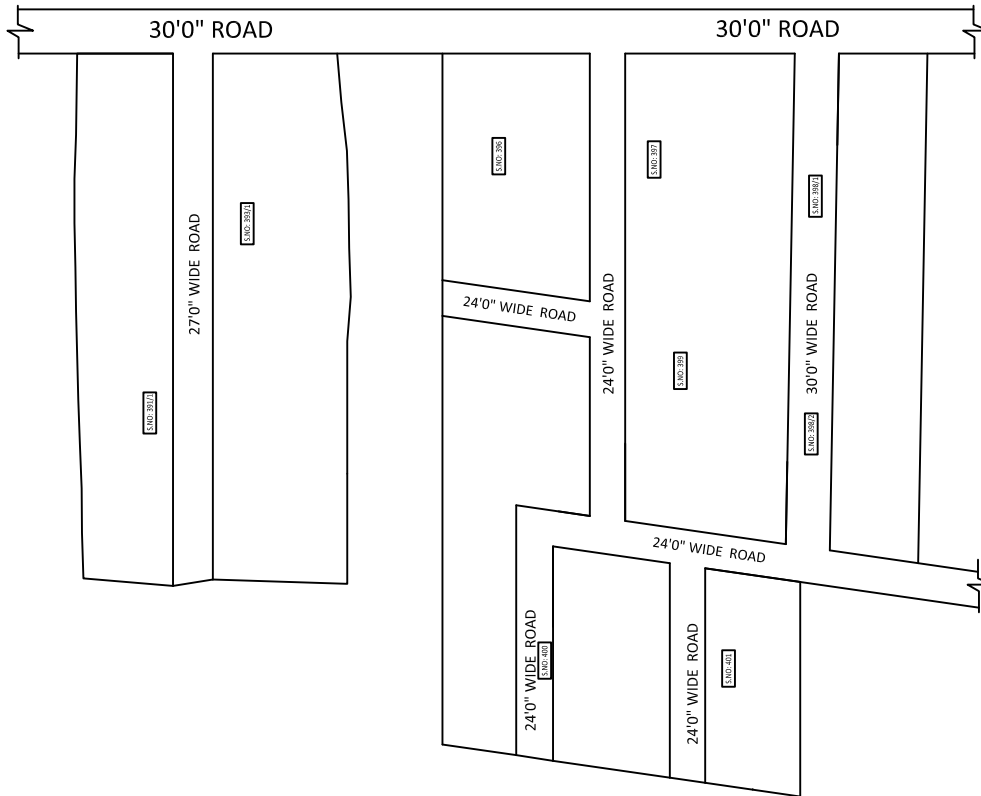 30'0" ROAD
30'0" ROAD
S.NO: 396
S.NO: 397
S.NO: 398/1
S.NO: 393/1
27'0" WIDE ROAD
24'0" WIDE ROAD
24'0" WIDE ROAD
30'0" WIDE ROAD
S.NO: 399
S.NO: 391/1
S.NO: 398/2
24'0" WIDE ROAD
24'0" WIDE ROAD
S.NO: 400
24'0" WIDE ROAD
S.NO: 401